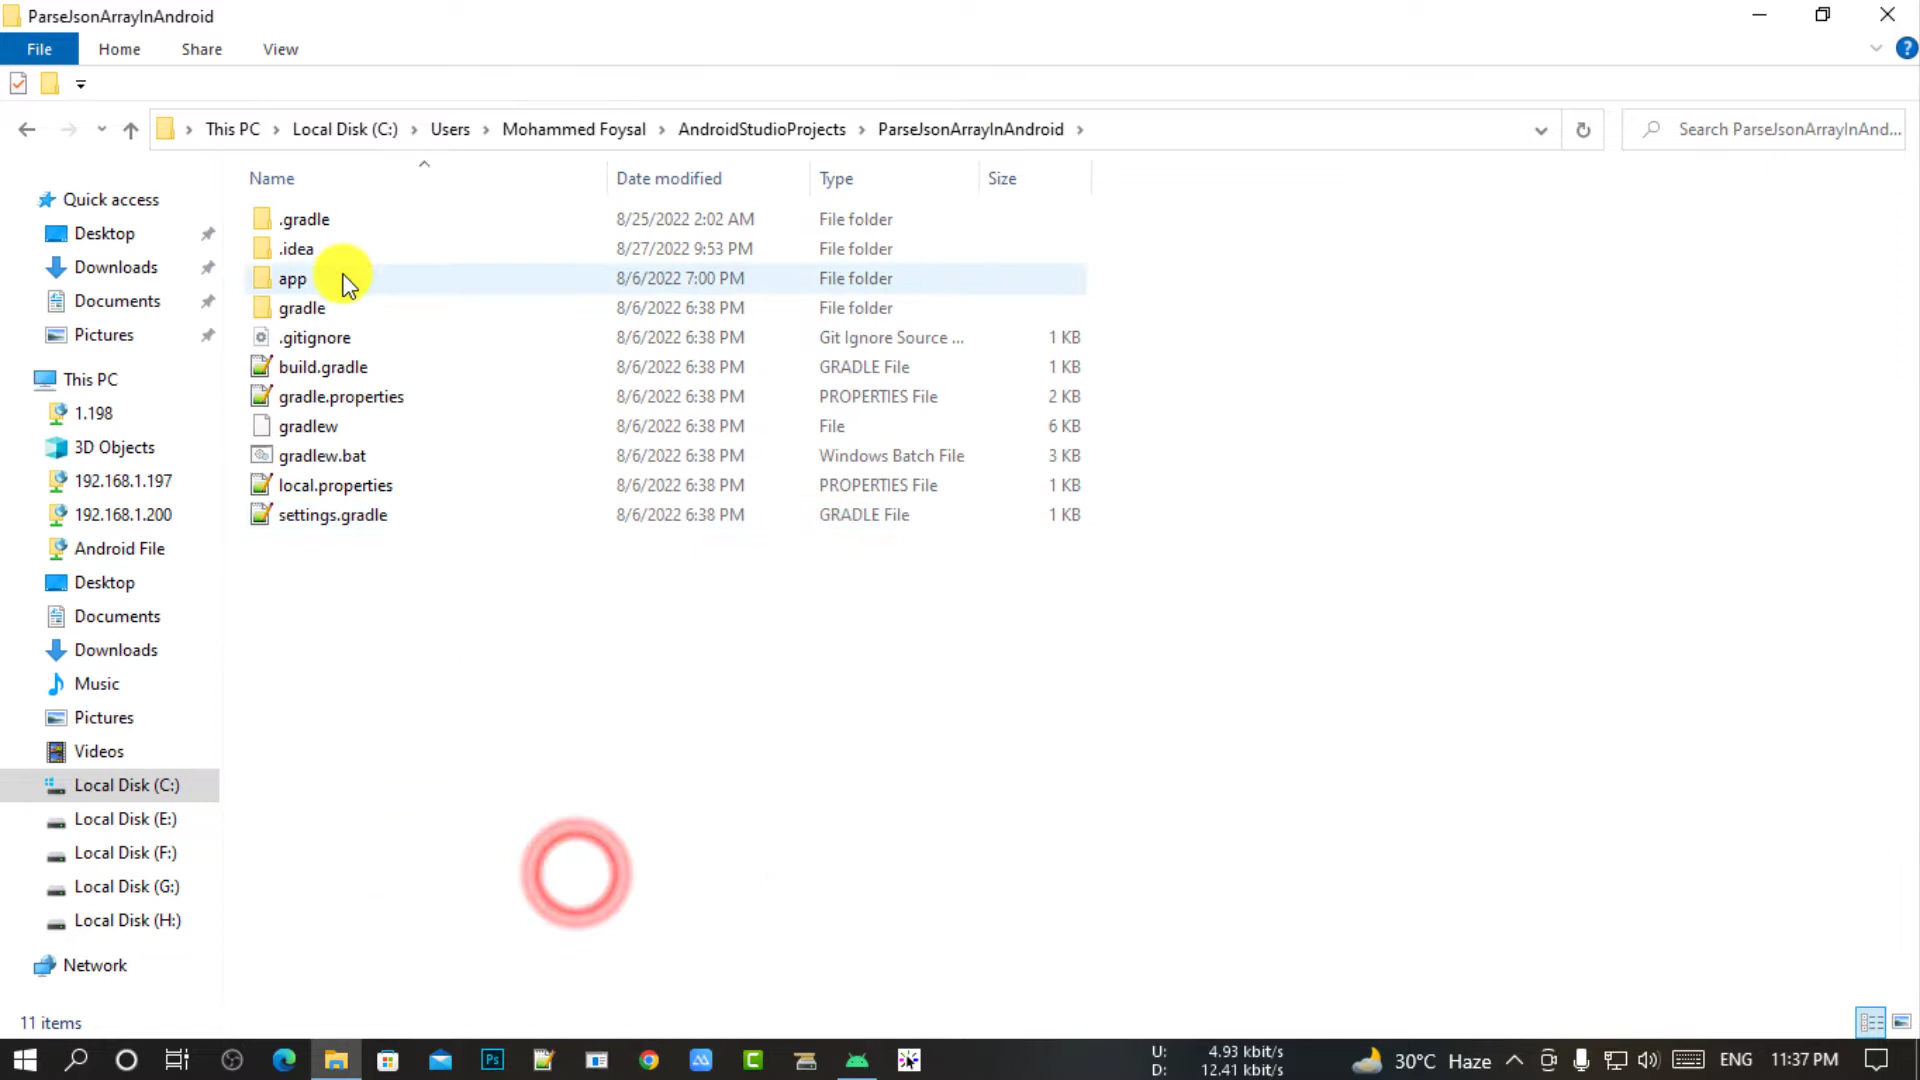 ParseJsonArrayInAndroid
File Home Share View
This PC Local Disk (C:) Users Mohammed Foysal AndroidStudioProjects ParseJsonArrayInAndroid
Search ParseJsonArrayInAnd...
Name Date modified Type Size
.gradle 8/25/2022 2:02 AM File folder
.idea 8/27/2022 9:53 PM File folder
app 8/6/2022 7:00 PM File folder
gradle 8/6/2022 6:38 PM File folder
.gitignore 8/6/2022 6:38 PM Git Ignore Source ... 1 KB
build.gradle 8/6/2022 6:38 PM GRADLE File 1 KB
gradle.properties 8/6/2022 6:38 PM PROPERTIES File 2 KB
gradlew 8/6/2022 6:38 PM File 6 KB
gradlew.bat 8/6/2022 6:38 PM Windows Batch File 3 KB
local.properties 8/6/2022 6:38 PM PROPERTIES File 1 KB
settings.gradle 8/6/2022 6:38 PM GRADLE File 1 KB
Quick access
Desktop
Downloads
Documents
Pictures
This PC
1.198
3D Objects
192.168.1.197
192.168.1.200
Android File
Desktop
Documents
Downloads
Music
Pictures
Videos
Local Disk (C:)
Local Disk (E:)
Local Disk (F:)
Local Disk (G:)
Local Disk (H:)
Network
11 items
Ps
U: 4.93 kbit/s
D: 12.41 kbit/s
30°C Haze
ENG 11:37 PM